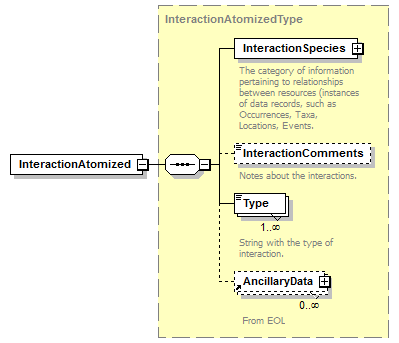 InteractionAtomizedType
InteractionSpecies
The category of information
pertaining to relationships
between resources (instances
of data records, such as
Occurrences, Taxa,
Locations, Events.
InteractionComments
Notes about the interactions.
InteractionAtomized
Type
1..∞
String with the type of
interaction.
AncillaryData
0..∞
From EOL